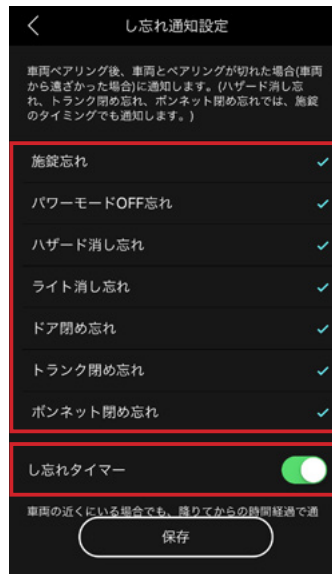 し忘れ通知設定
車両ペアリング後、車両とペアリングが切れた場合(車両
から遠ざかった場合)に通知します。(ハザード消し忘
れ、トランク閉め忘れ、ボンネット閉め忘れでは、施錠
のタイミングでも通知します。)
施錠忘れ
パワーモードOFF忘れ
ハザード消し忘れ
ライト消し忘れ
ドア閉め忘れ
トランク閉め忘れ
ボンネット閉め忘れ
し忘れタイマー
車両の近くにいる場合でも、降りてからの時間経過で通
保存